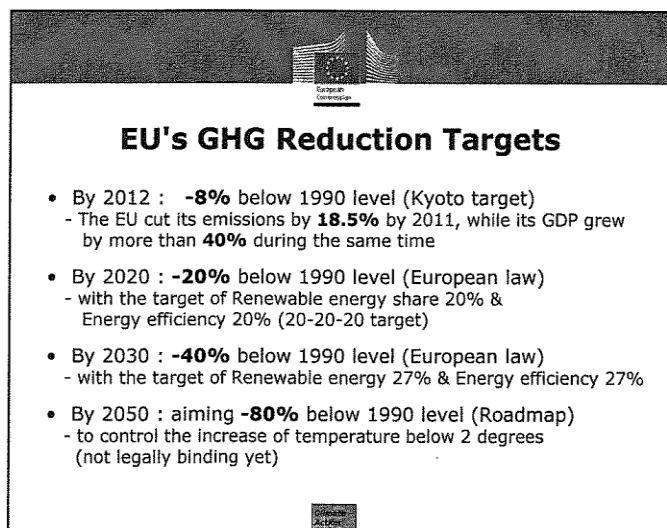 European
Commission
EU's GHG Reduction Targets
• By 2012 : -8% below 1990 level (Kyoto target)
- The EU cut its emissions by 18.5% by 2011, while its GDP grew
by more than 40% during the same time
• By 2020 : -20% below 1990 level (European law)
- with the target of Renewable energy share 20% &
Energy efficiency 20% (20-20-20 target)
• By 2030 : -40% below 1990 level (European law)
- with the target of Renewable energy 27% & Energy efficiency 27%
• By 2050 : aiming -80% below 1990 level (Roadmap)
- to control the increase of temperature below 2 degrees
(not legally binding yet)
Climate
Action